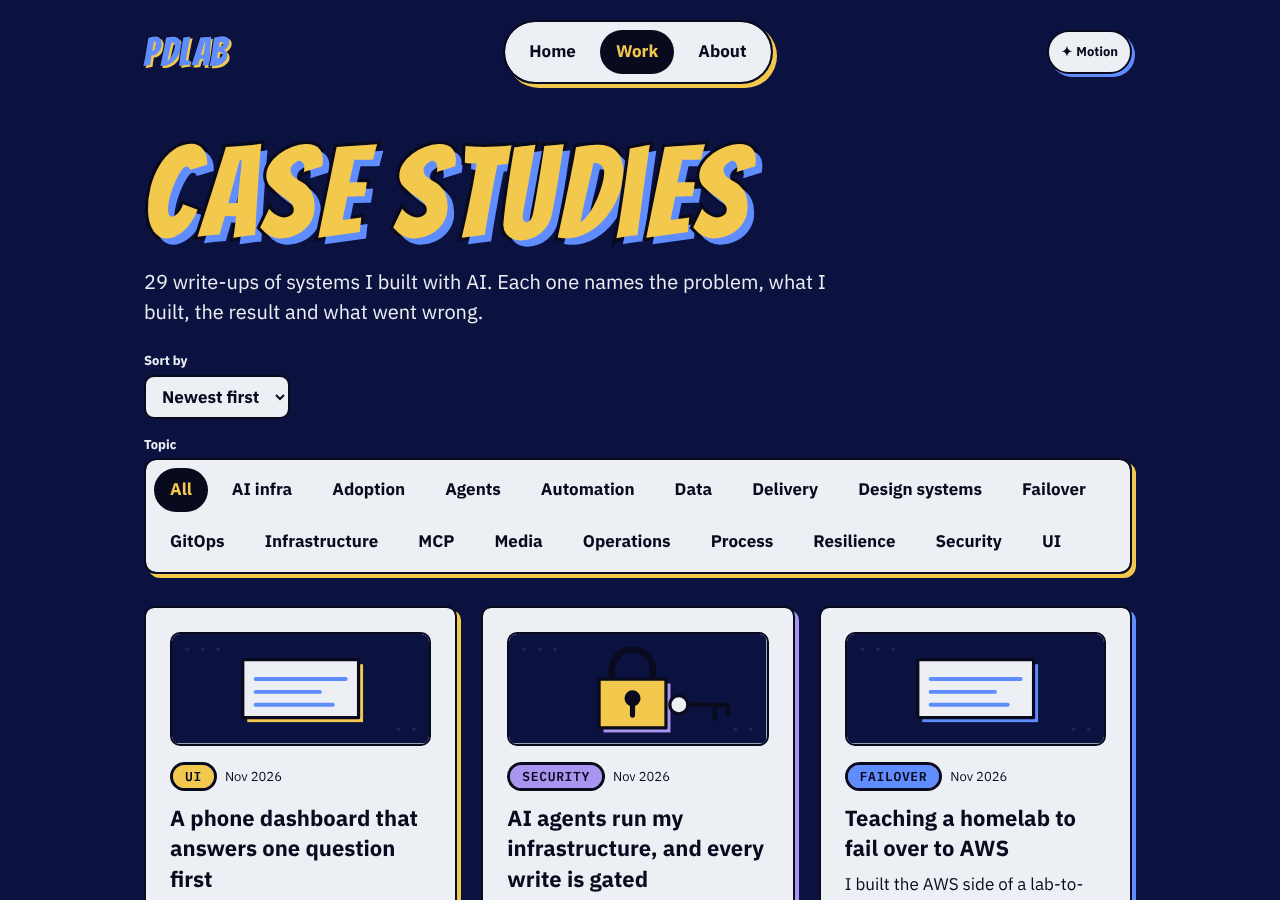 PDLAB
Home Work About
✦ Motion
CASE STUDIES
29 write-ups of systems I built with AI. Each one names the problem, what I
built, the result and what went wrong.
Sort by
Newest first
Topic
All AI infra Adoption Agents Automation Data Delivery Design systems Failover
GitOps Infrastructure MCP Media Operations Process Resilience Security UI
UI Nov 2026
A phone dashboard that
answers one question
first
SECURITY Nov 2026
AI agents run my
infrastructure, and every
write is gated
FAILOVER Nov 2026
Teaching a homelab to
fail over to AWS
I built the AWS side of a lab-to-